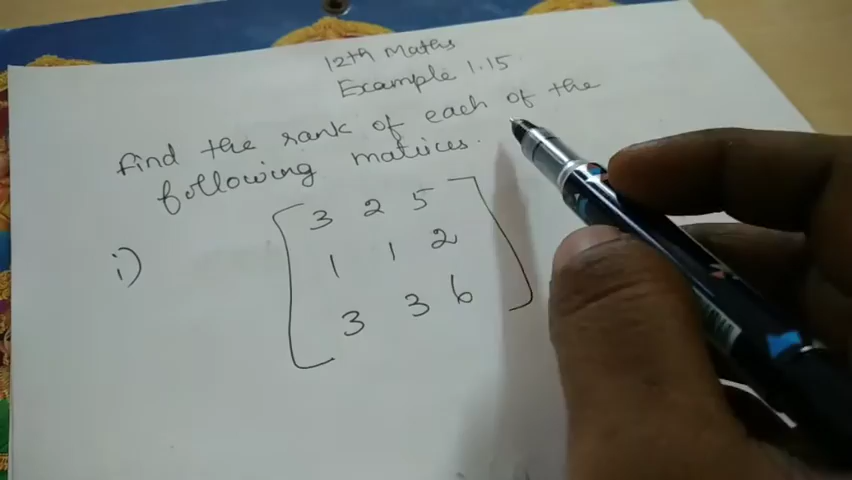 12th Maths
Example 1.15
Find the rank of each of the
following matrices.
i)
3 2 5
1 1 2
3 3 6